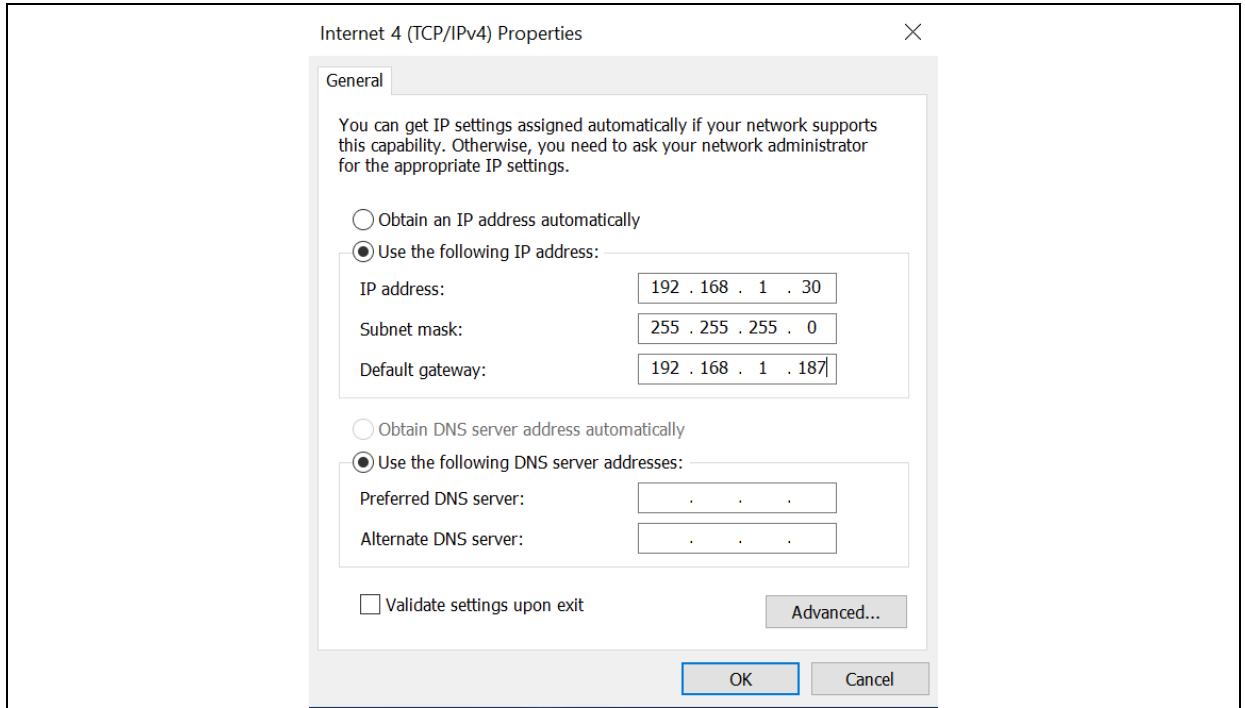 Internet 4 (TCP/IPv4) Properties
General
You can get IP settings assigned automatically if your network supports
this capability. Otherwise, you need to ask your network administrator
for the appropriate IP settings.
Obtain an IP address automatically
Use the following IP address:
IP address: 192 . 168 . 1 . 30
Subnet mask: 255 . 255 . 255 . 0
Default gateway: 192 . 168 . 1 . 187
Obtain DNS server address automatically
Use the following DNS server addresses:
Preferred DNS server: . . .
Alternate DNS server: . . .
Validate settings upon exit
Advanced...
OK Cancel